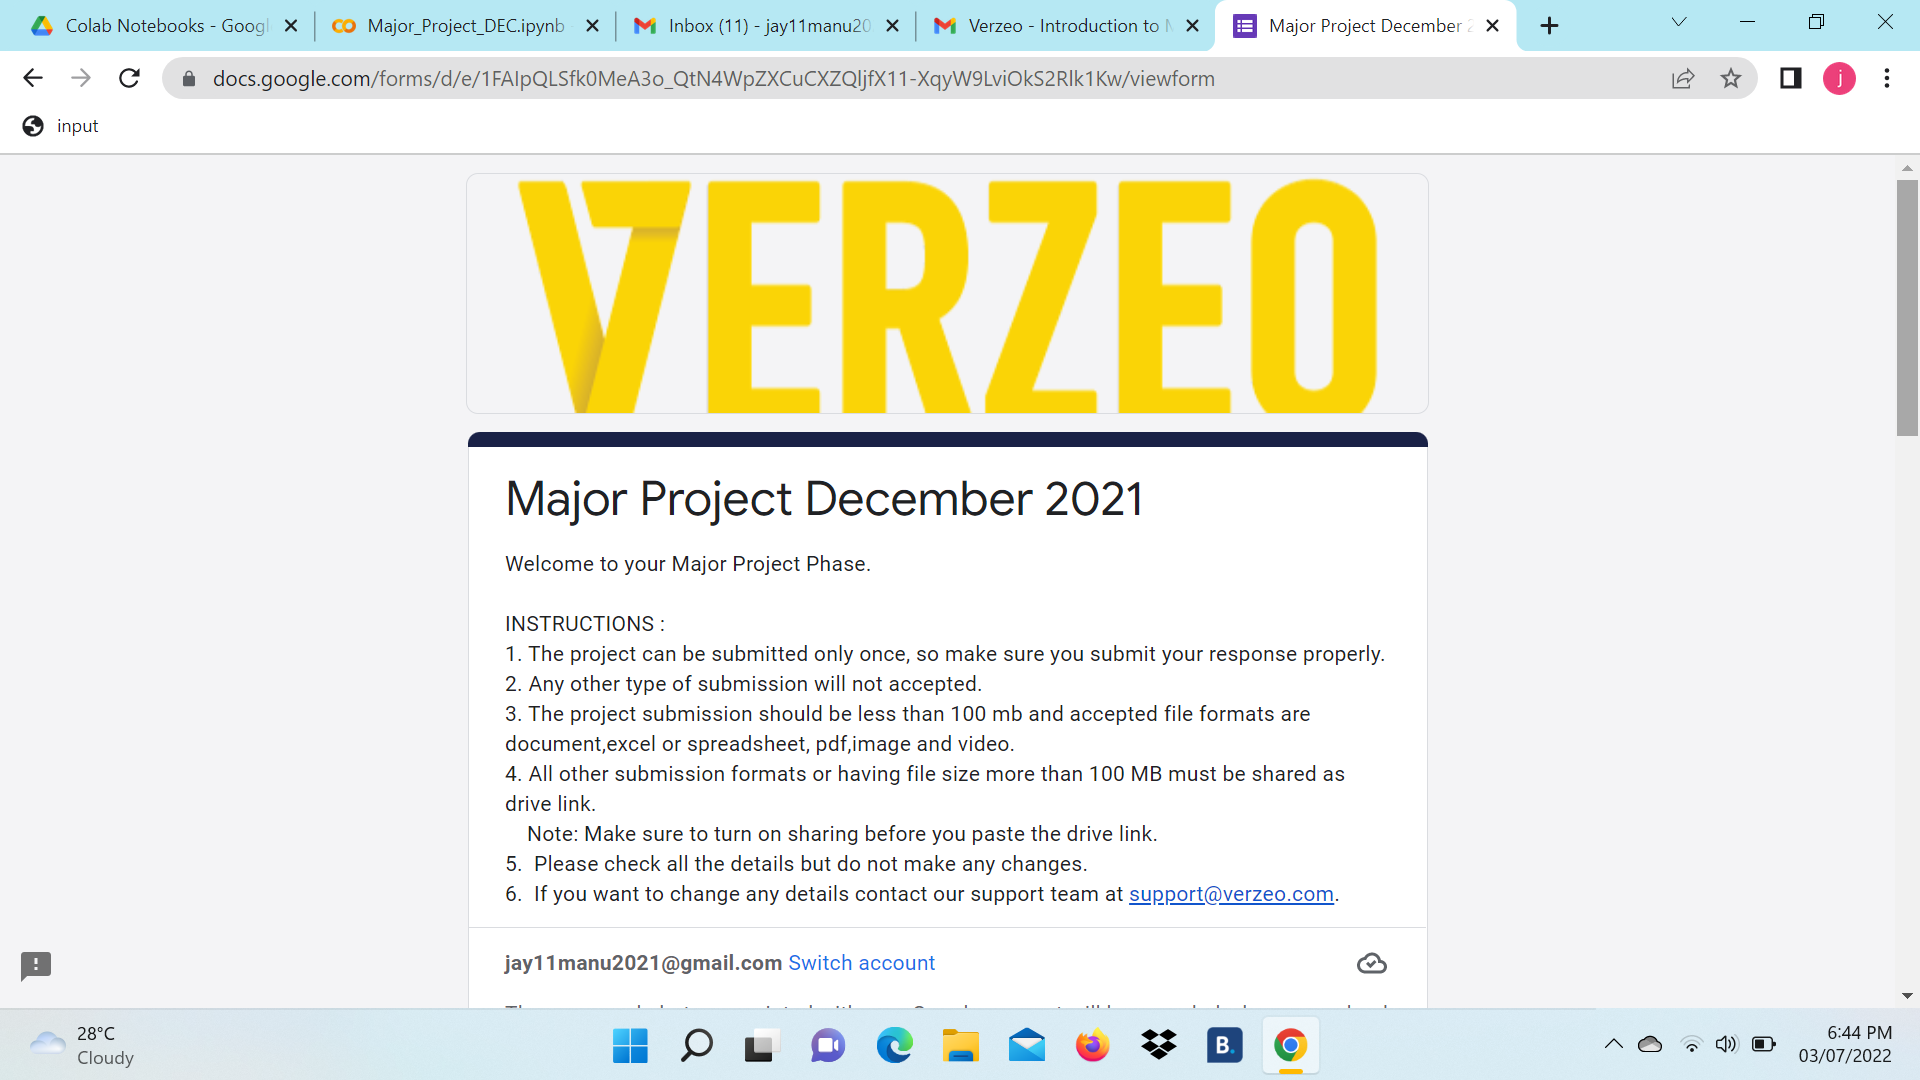 Colab Notebooks - Googl
Major_Project_DEC.ipynb
Inbox (11) - jay11manu20
Verzeo - Introduction to M
Major Project December 2
docs.google.com/forms/d/e/1FAIpQLSfk0MeA3o_QtN4WpZXCuCXZQljfX11-XqyW9LviOkS2Rlk1Kw/viewform
j
input
VERZEO
Major Project December 2021
Welcome to your Major Project Phase.
INSTRUCTIONS :
1. The project can be submitted only once, so make sure you submit your response properly.
2. Any other type of submission will not accepted.
3. The project submission should be less than 100 mb and accepted file formats are
document,excel or spreadsheet, pdf,image and video.
4. All other submission formats or having file size more than 100 MB must be shared as
drive link.
Note: Make sure to turn on sharing before you paste the drive link.
5. Please check all the details but do not make any changes.
6. If you want to change any details contact our support team at support@verzeo.com.
jay11manu2021@gmail.com Switch account
28°C
Cloudy
B.
6:44 PM
03/07/2022